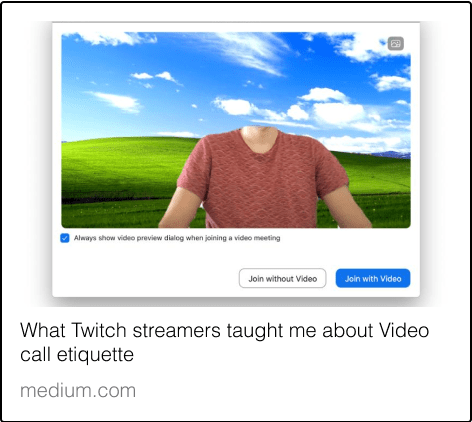 Always show video preview dialog when joining a video meeting
Join without Video
Join with Video
What Twitch streamers taught me about Video
call etiquette
medium.com